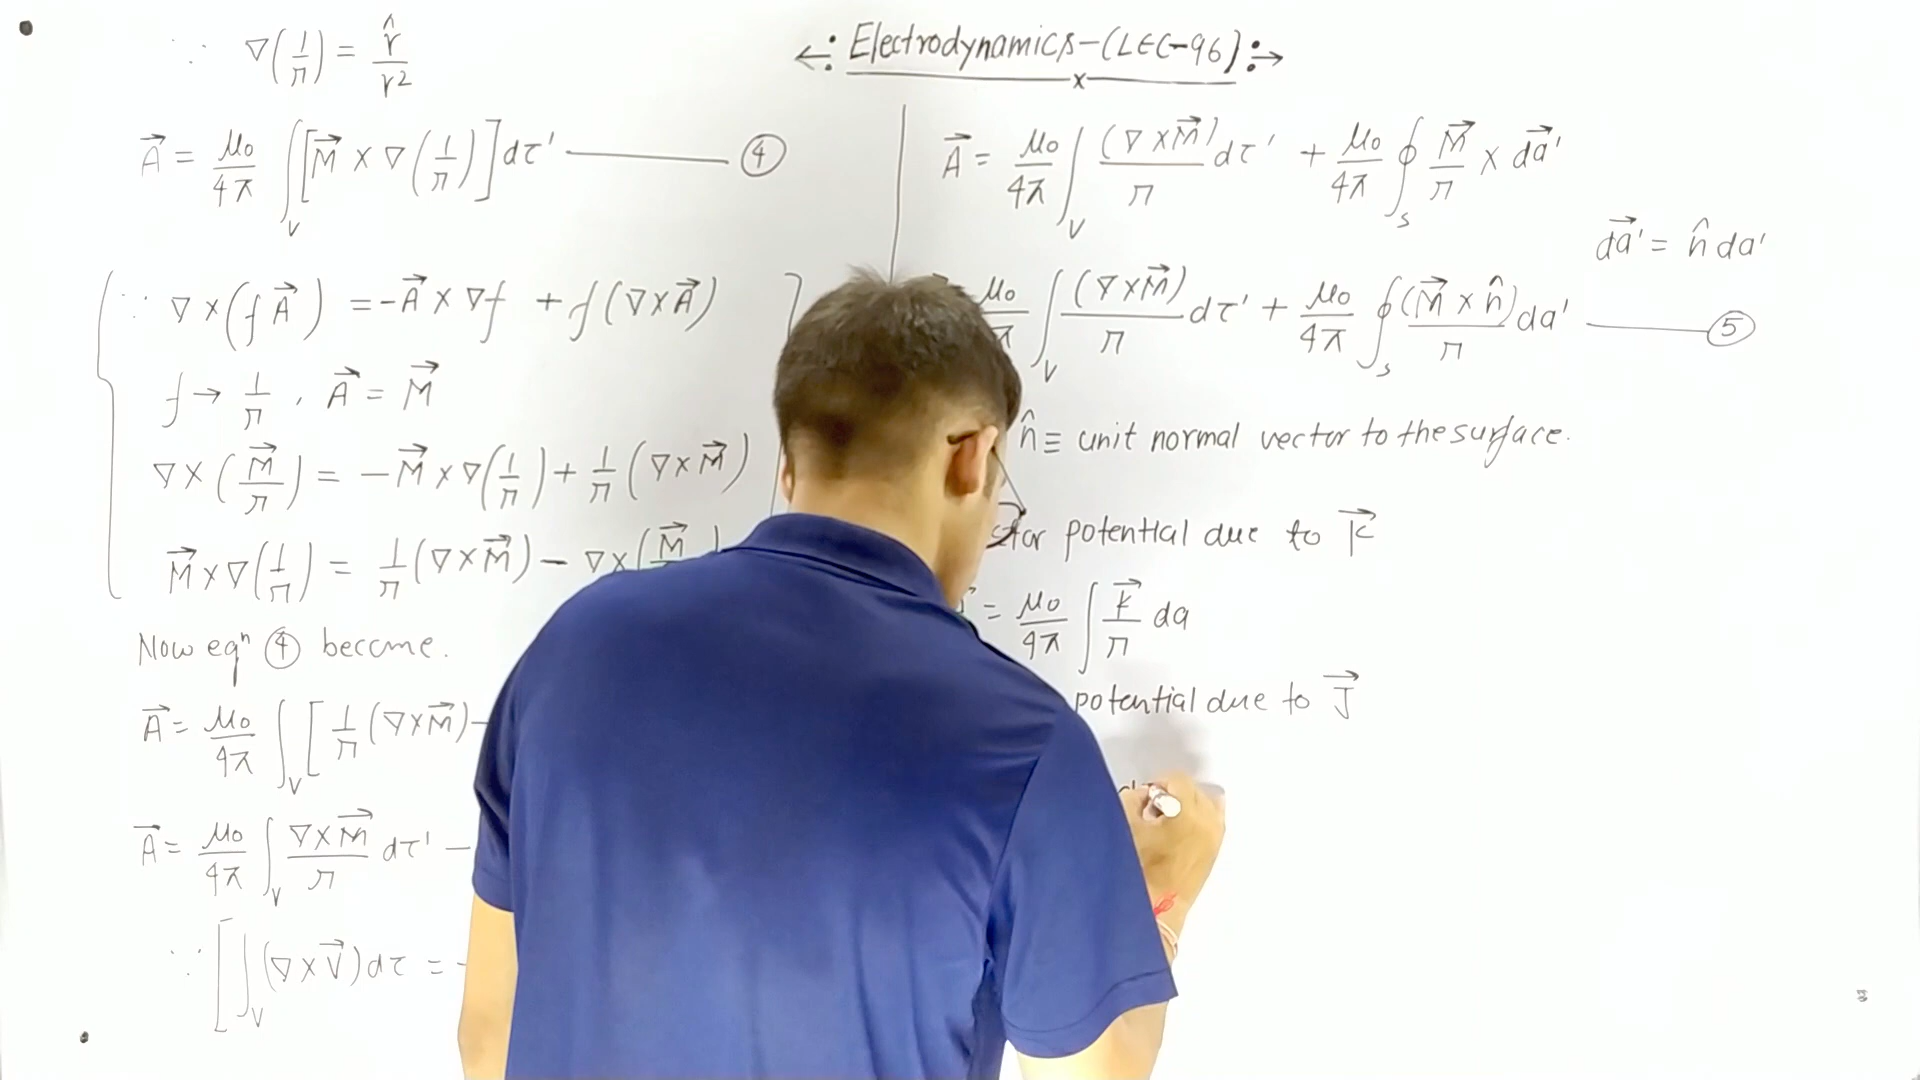 ←: Electrodynamics-(LEC-96) :→
∵ ∇(1/r) = r̂/r²
A⃗ = μ₀/4π ∫_V [M⃗ × ∇(1/r)] dτ' ——— ④
∵ ∇×(f A⃗) = -A⃗ × ∇f + f(∇×A⃗)
f → 1/r , A⃗ = M⃗
∇×(M⃗/r) = -M⃗×∇(1/r) + 1/r (∇×M⃗)
M⃗×∇(1/r) = 1/r (∇×M⃗) - ∇×(M⃗
Now eqⁿ ④ become.
A⃗ = μ₀/4π ∫_V [1/r (∇×M⃗)-
A⃗ = μ₀/4π ∫_V ∇×M⃗/r dτ' -
∵ [∫_V (∇×V⃗)dτ = -
A⃗ = μ₀/4π ∫_V (∇×M⃗)/r dτ' + μ₀/4π ∮_s M⃗/r × da⃗'
da⃗' = n̂ da'
μ₀ ∫_V (∇×M⃗)/r dτ' + μ₀/4π ∮_s (M⃗×n̂)/r da' ——— ⑤
n̂ ≡ unit normal vector to the surface.
potential due to K⃗
= μ₀/4π ∫ K⃗/r da
potential due to J⃗